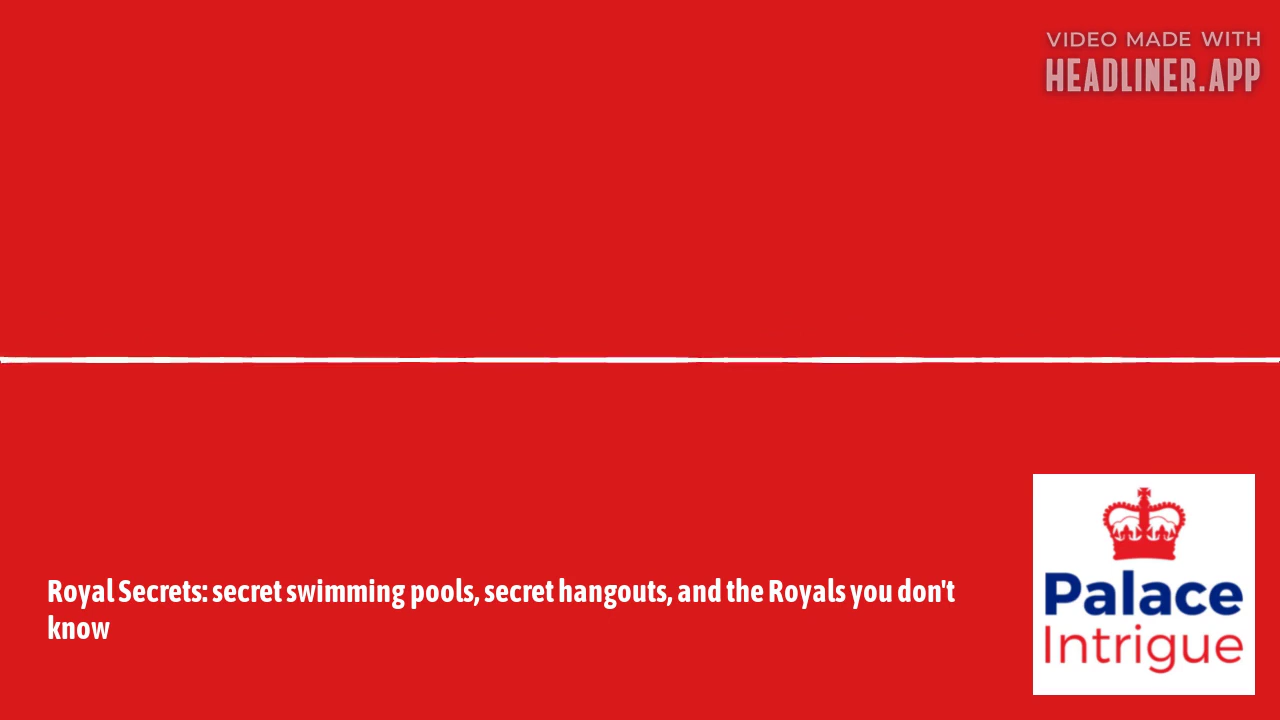 VIDEO MADE WITH
HEADLINER.APP
Royal Secrets: secret swimming pools, secret hangouts, and the Royals you don't
know
Palace
Intrigue